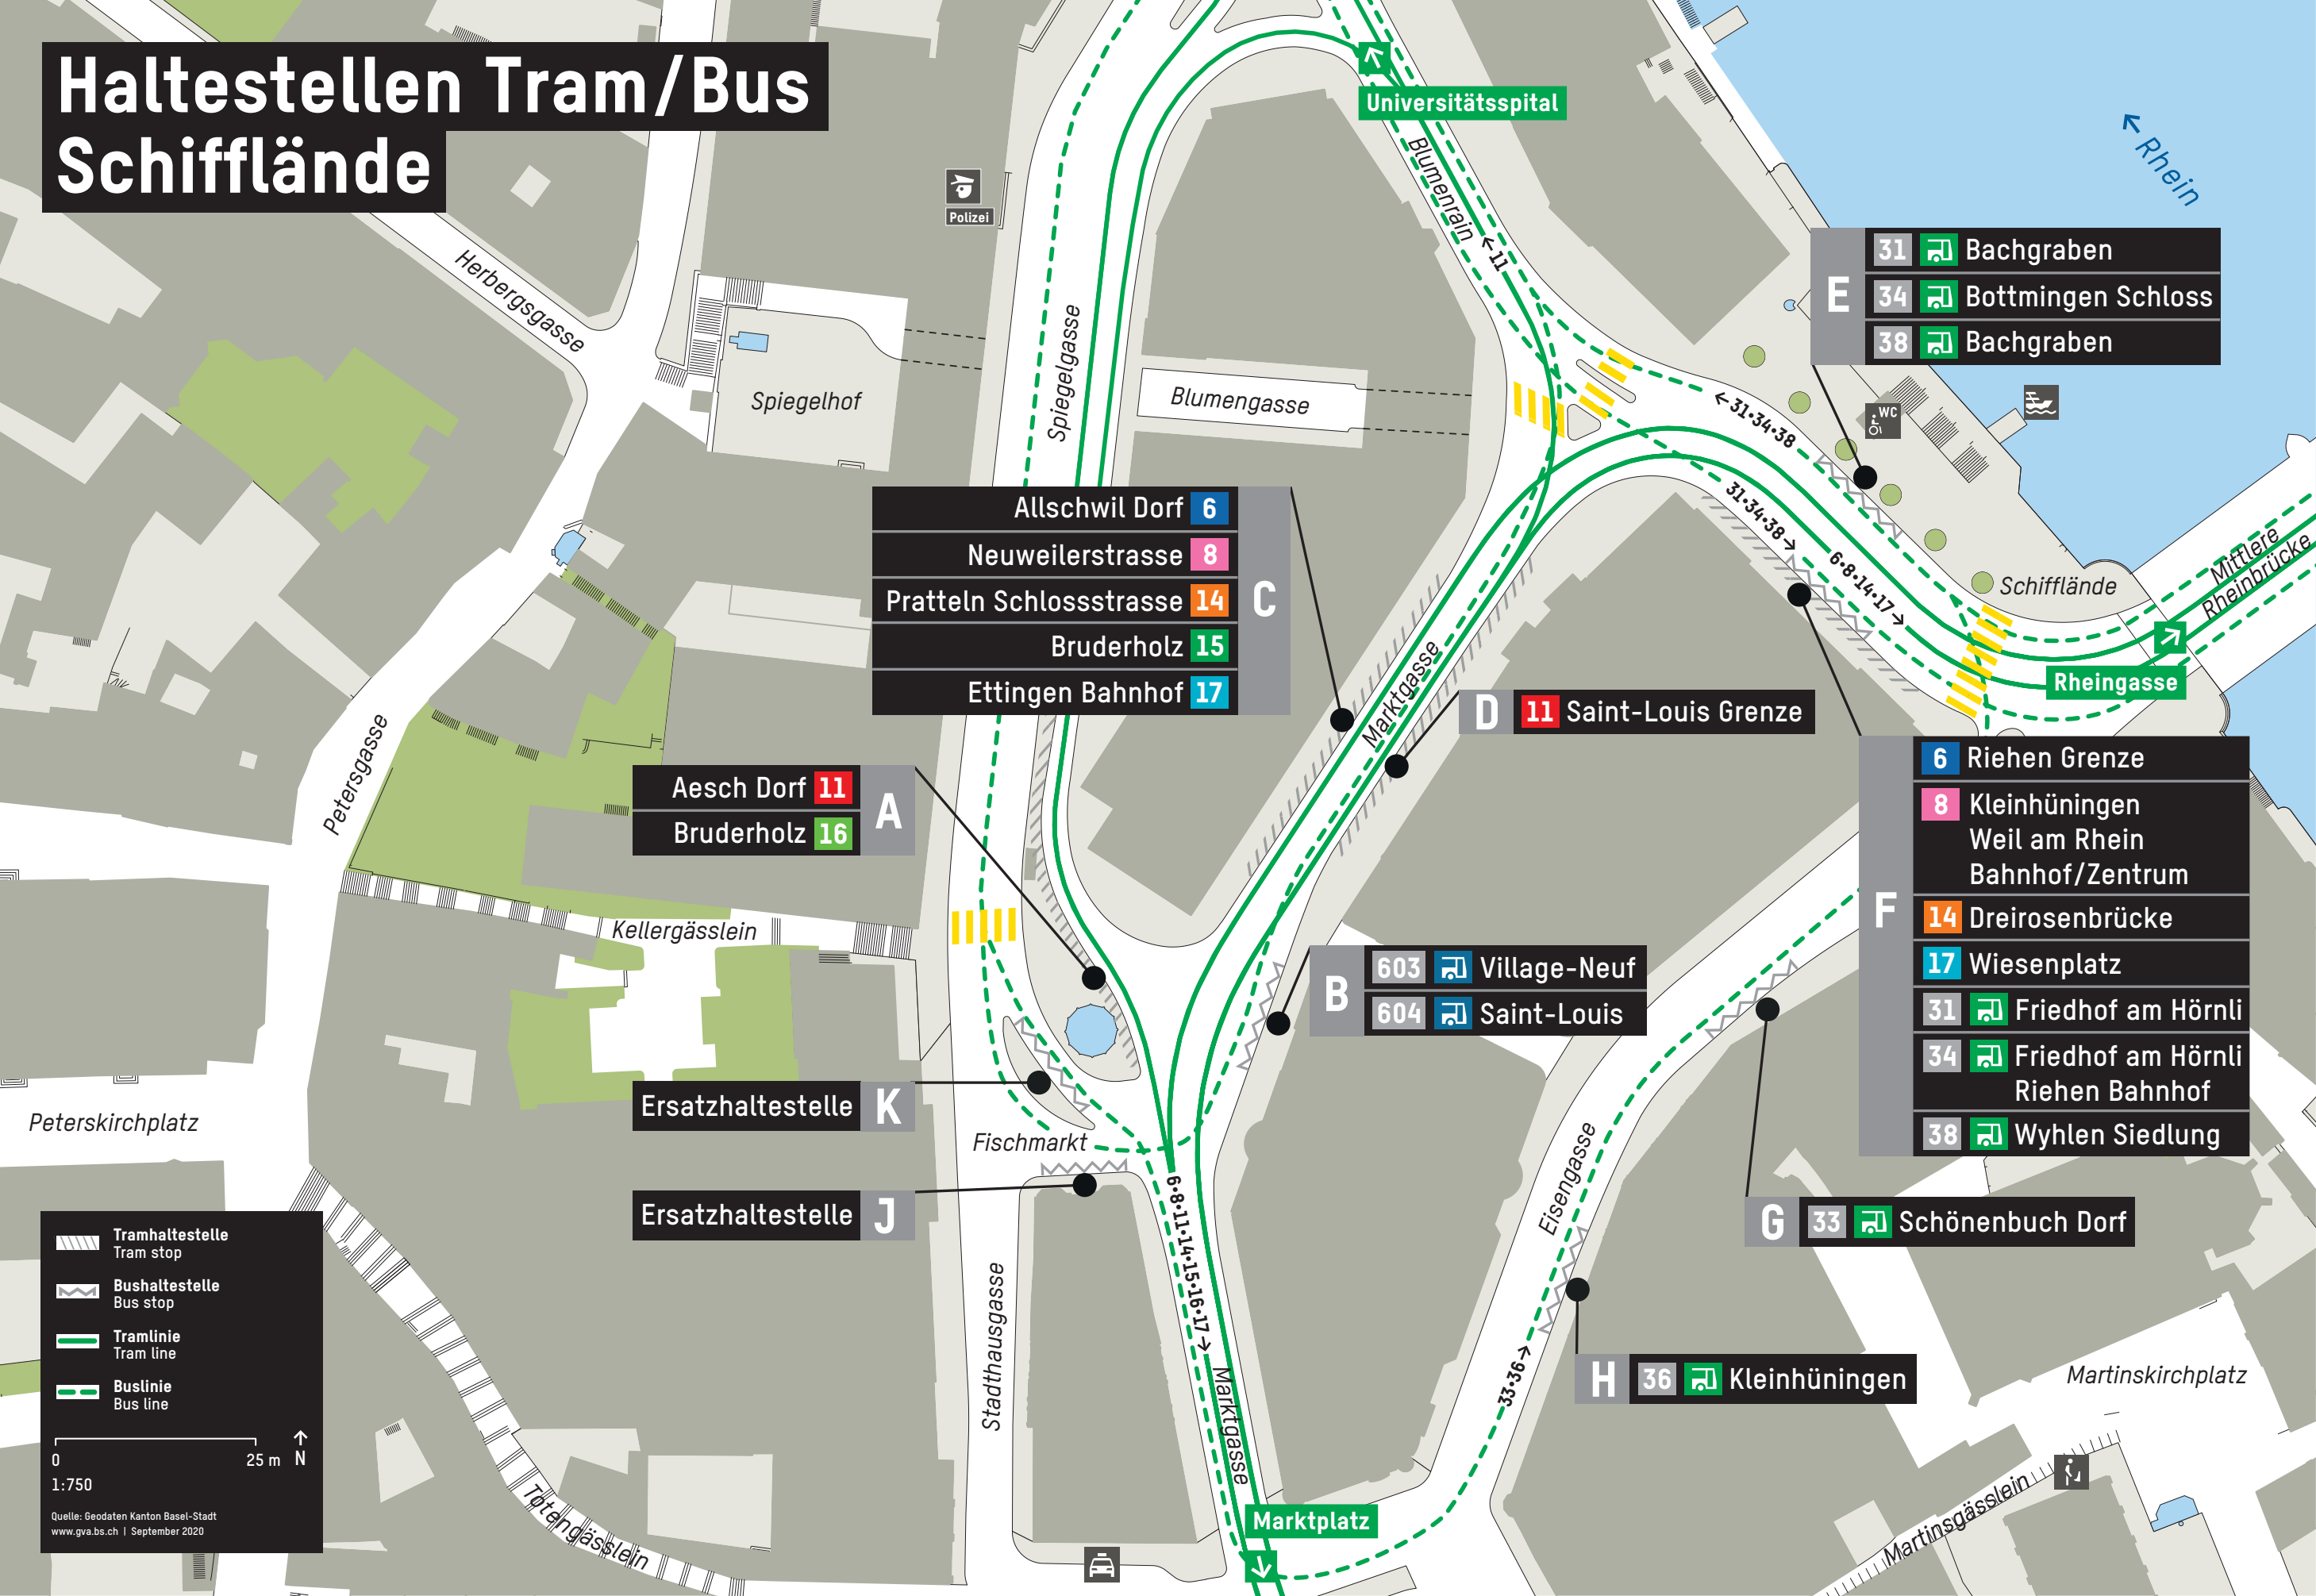 Haltestellen Tram/Bus
Schifflände
Universitätsspital
← Rhein
Blumenrain
←11
Polizei
Herbergsgasse
Spiegelgasse
Spiegelhof
Blumengasse
E
31 Bachgraben
34 Bottmingen Schloss
38 Bachgraben
WC
←31•34•38
31•34•38→
6•8•14•17→
Schifflände
Mittlere
Rheinbrücke
Rheingasse
C
Allschwil Dorf 6
Neuweilerstrasse 8
Pratteln Schlossstrasse 14
Bruderholz 15
Ettingen Bahnhof 17
Marktgasse
D 11 Saint-Louis Grenze
Petersgasse
A
Aesch Dorf 11
Bruderholz 16
F
6 Riehen Grenze
8 Kleinhüningen
Weil am Rhein
Bahnhof/Zentrum
14 Dreirosenbrücke
17 Wiesenplatz
31 Friedhof am Hörnli
34 Friedhof am Hörnli
Riehen Bahnhof
38 Wyhlen Siedlung
Kellergässlein
B
603 Village-Neuf
604 Saint-Louis
Ersatzhaltestelle K
Peterskirchplatz
Fischmarkt
Ersatzhaltestelle J
6•8•11•14•15•16•17→
Eisengasse
G 33 Schönenbuch Dorf
H 36 Kleinhüningen
33•36→
Stadthausgasse
Marktgasse
Martinskirchplatz
Martinsgässlein
Totengässlein
Marktplatz
Tramhaltestelle
Tram stop
Bushaltestelle
Bus stop
Tramlinie
Tram line
Buslinie
Bus line
0 25 m N
1:750
Quelle: Geodaten Kanton Basel-Stadt
www.gva.bs.ch | September 2020